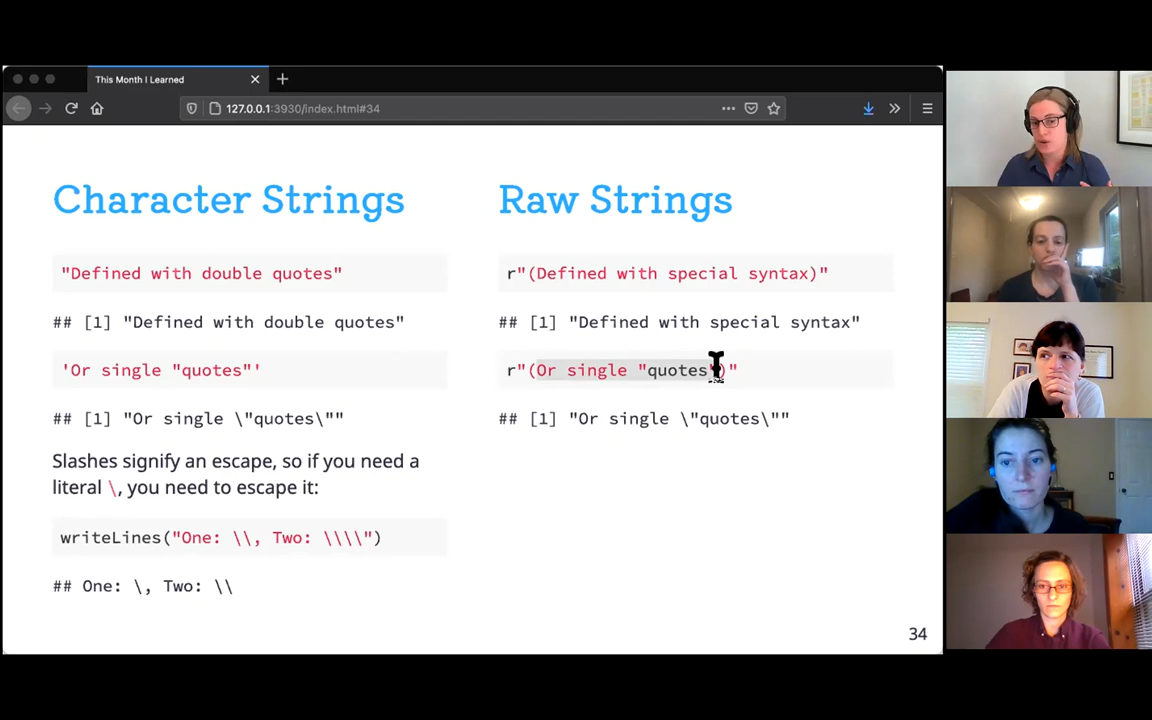 This Month I Learned
127.0.0.1:3930/index.html#34
Character Strings
"Defined with double quotes"
## [1] "Defined with double quotes"
'Or single "quotes"'
## [1] "Or single \"quotes\""
Slashes signify an escape, so if you need a
literal \, you need to escape it:
writeLines("One: \\, Two: \\\\")
## One: \, Two: \\
Raw Strings
r"(Defined with special syntax)"
## [1] "Defined with special syntax"
r"(Or single "quotes")"
## [1] "Or single \"quotes\""
34